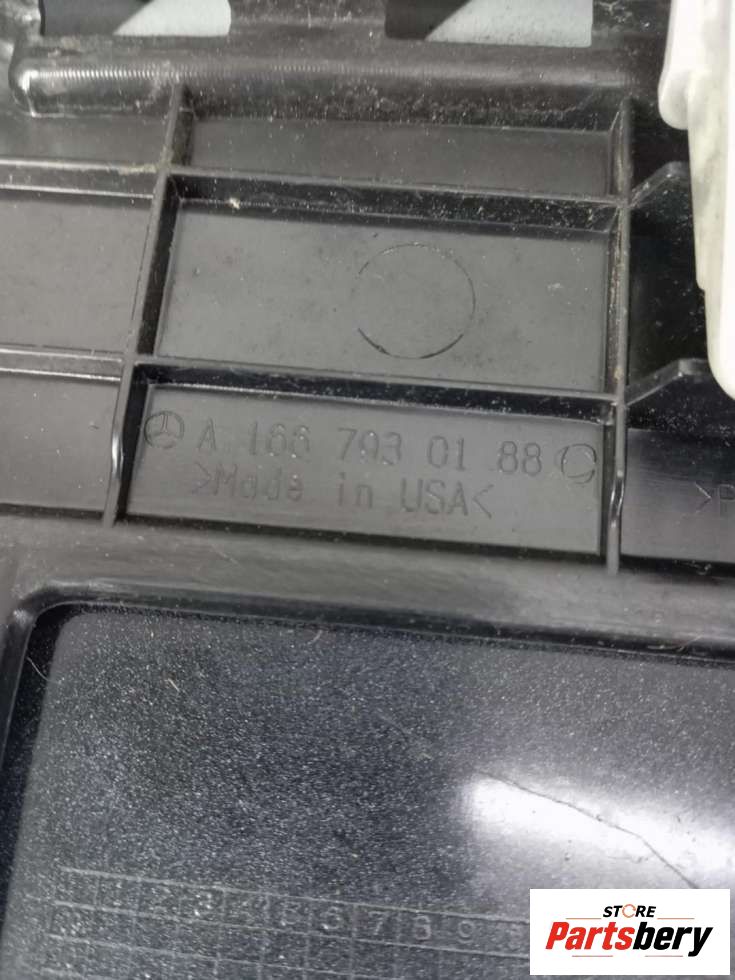 A 166 793 01 88
>Made in USA<
>P
STORE
Partsbery